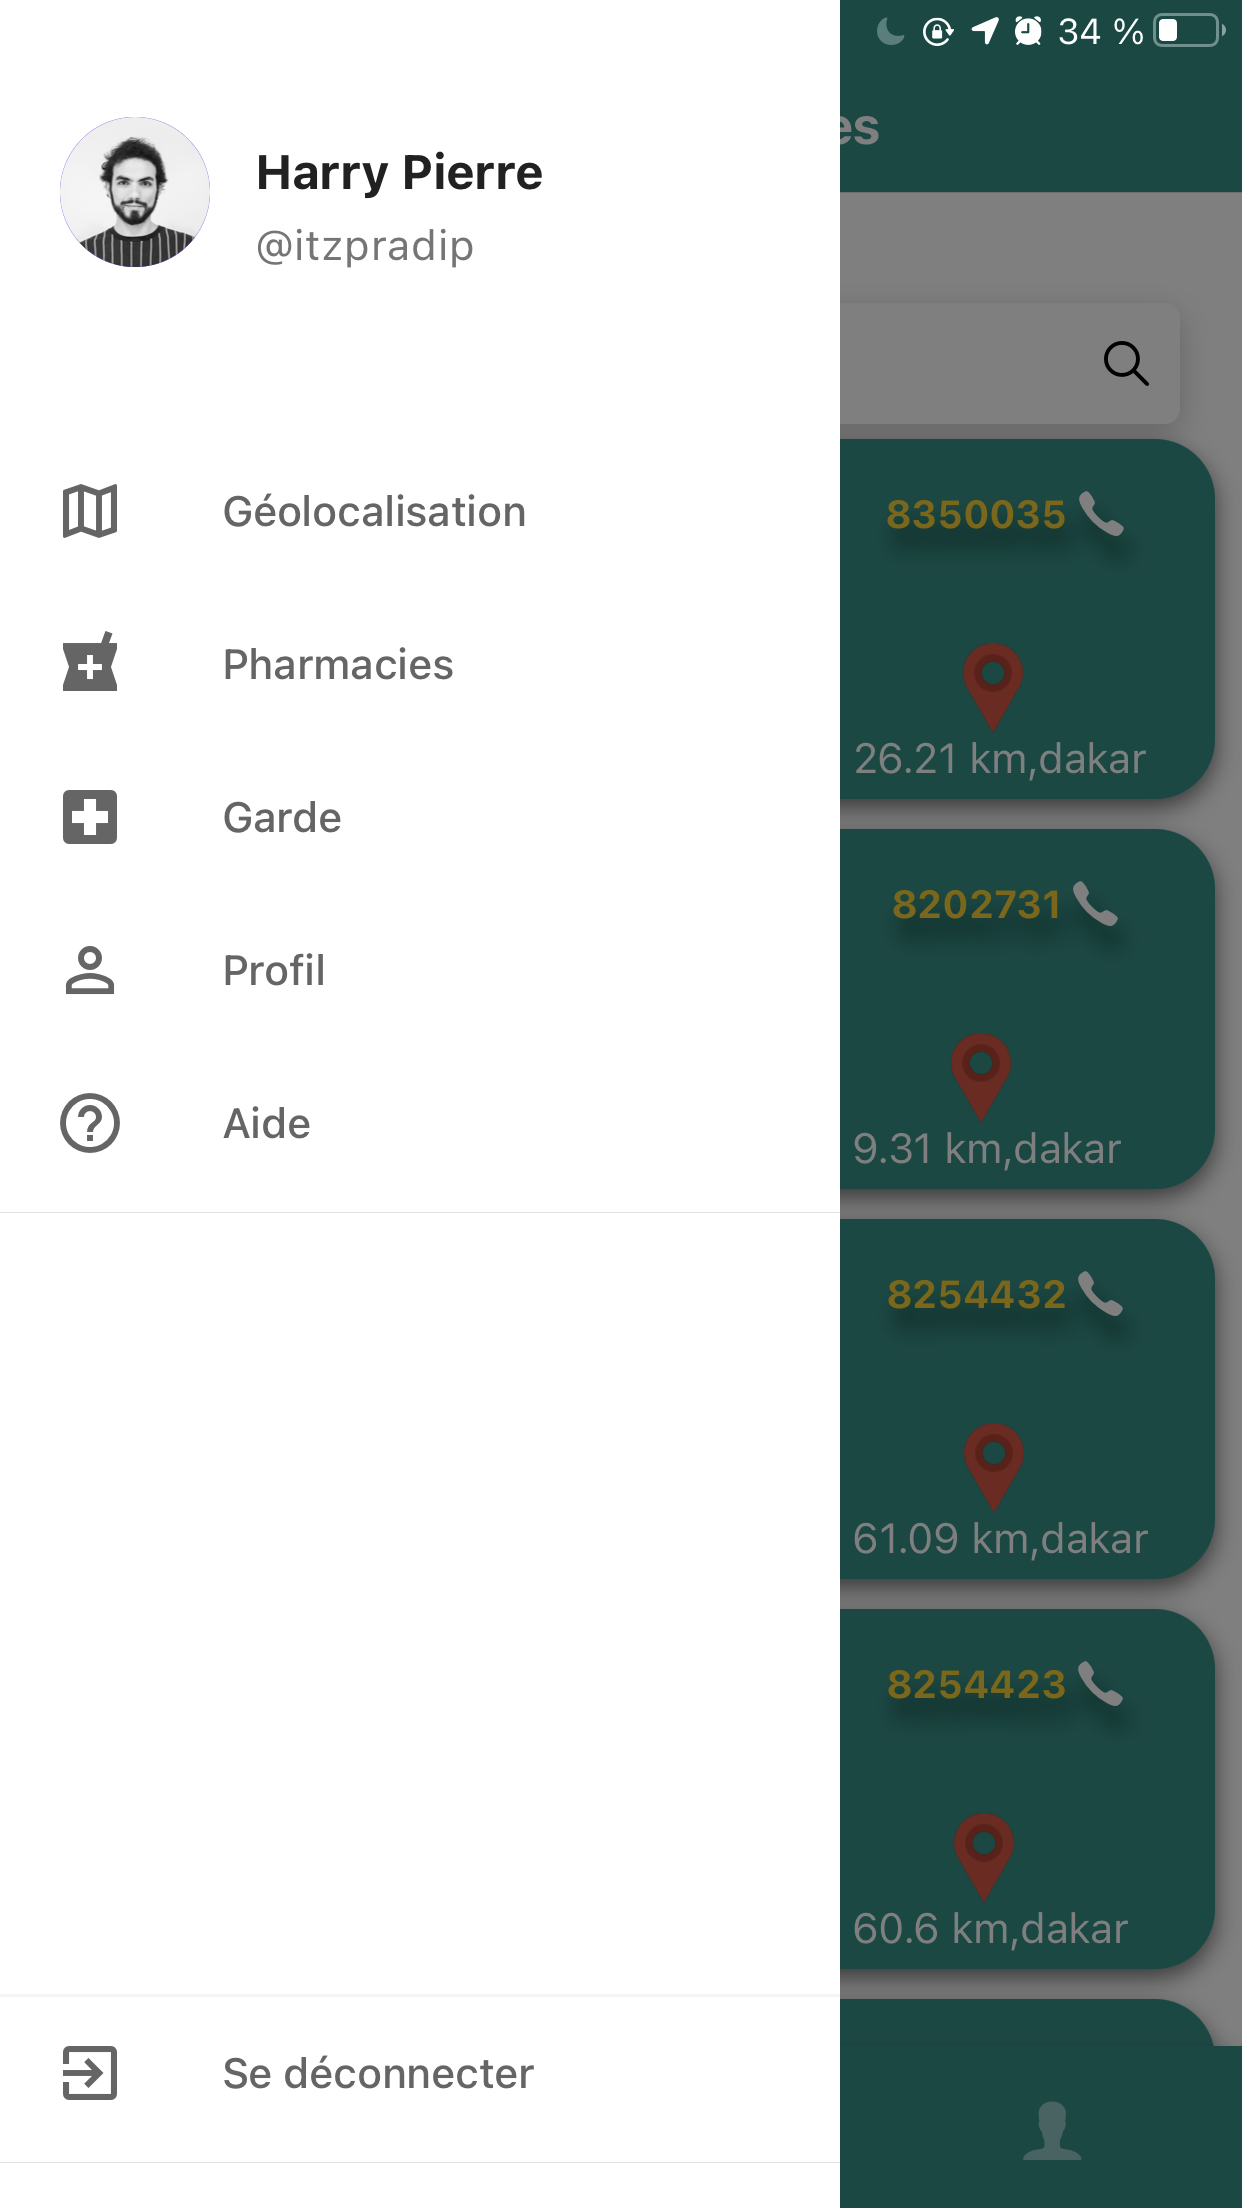 34 %
es
Harry Pierre
@itzpradip
Géolocalisation
Pharmacies
Garde
Profil
Aide
Se déconnecter
8350035
26.21 km,dakar
8202731
9.31 km,dakar
8254432
61.09 km,dakar
8254423
60.6 km,dakar